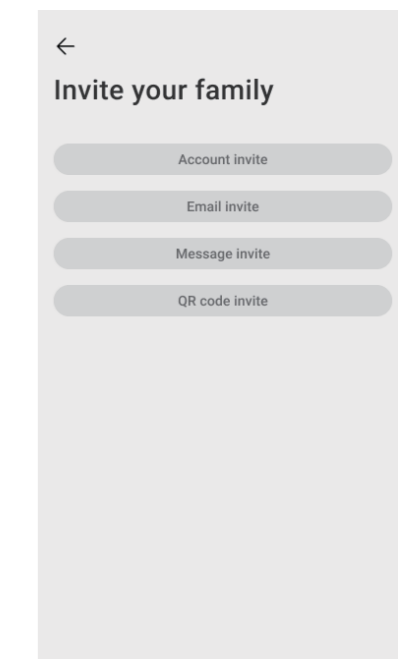 Invite your family
Account invite
Email invite
Message invite
QR code invite